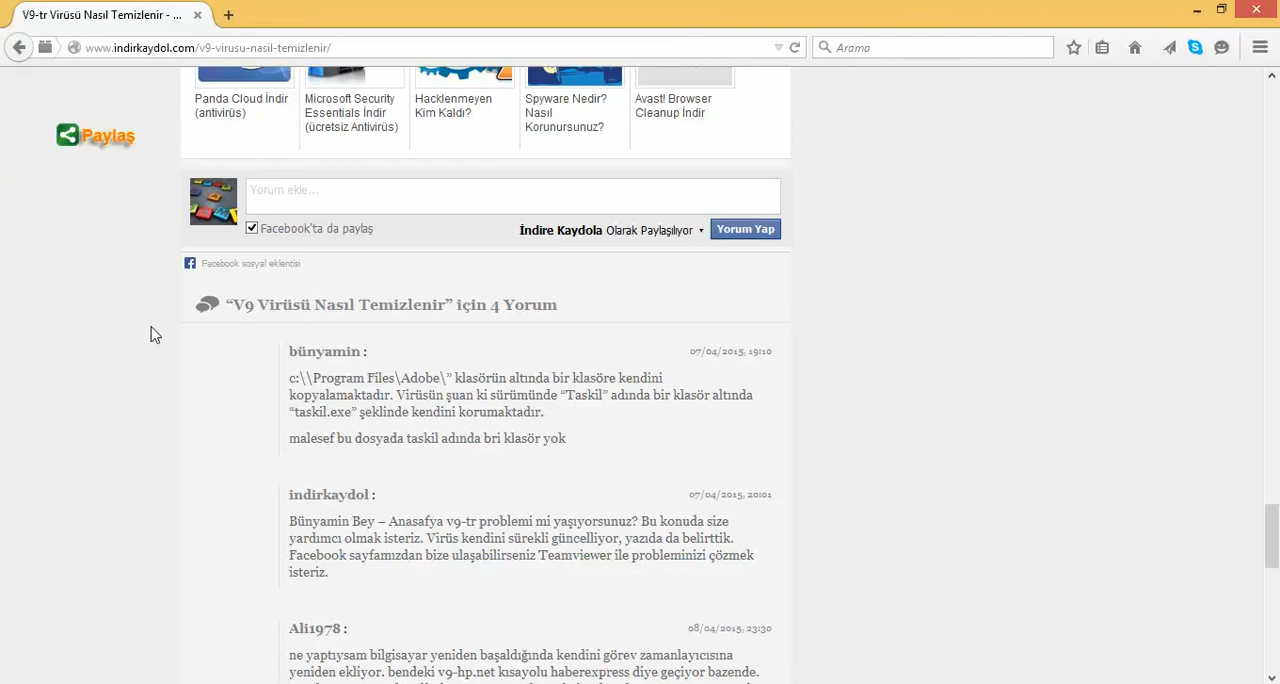 V9-tr Virüsü Nasıl Temizlenir - ...
www.indirkaydol.com/v9-virusu-nasil-temizlenir/
Arama
Panda Cloud İndir
(antivirüs)
Microsoft Security
Essentials İndir
(ücretsiz Antivirüs)
Hacklenmeyen
Kim Kaldı?
Spyware Nedir?
Nasıl
Korunursunuz?
Avast! Browser
Cleanup İndir
Paylaş
Yorum ekle...
Facebook'ta da paylaş
İndire Kaydola Olarak Paylaşılıyor
Yorum Yap
Facebook sosyal eklentisi
“V9 Virüsü Nasıl Temizlenir” için 4 Yorum
bünyamin :
07/04/2015, 19:10
c:\\Program Files\Adobe\” klasörün altında bir klasöre kendini
kopyalamaktadır. Virüsün şuan ki sürümünde “Taskil” adında bir klasör altında
“taskil.exe” şeklinde kendini korumaktadır.
malesef bu dosyada taskil adında bri klasör yok
indirkaydol :
07/04/2015, 20:01
Bünyamin Bey – Anasafya v9-tr problemi mi yaşıyorsunuz? Bu konuda size
yardımcı olmak isteriz. Virüs kendini sürekli güncelliyor, yazıda da belirttik.
Facebook sayfamızdan bize ulaşabilirseniz Teamviewer ile probleminizi çözmek
isteriz.
Ali1978 :
08/04/2015, 23:30
ne yaptıysam bilgisayar yeniden başaldığında kendini görev zamanlayıcısına
yeniden ekliyor. bendeki v9-hp.net kısayolu haberexpress diye geçiyor bazende.